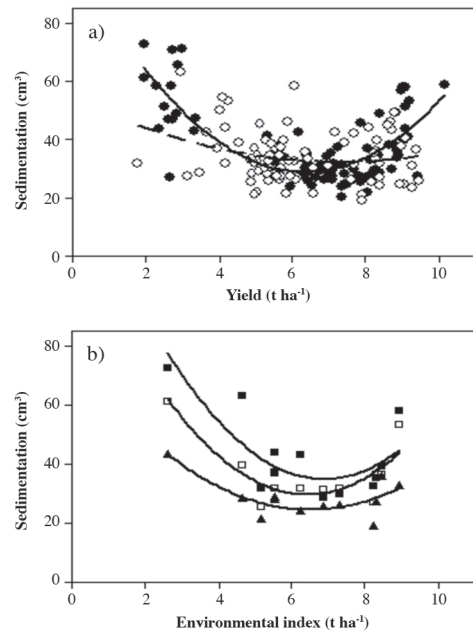 a)
Sedimentation (cm³)
80
60
40
20
0
0 2 4 6 8 10
Yield (t ha⁻¹)
b)
Sedimentation (cm³)
80
60
40
20
0
0 2 4 6 8 10
Environmental index (t ha⁻¹)